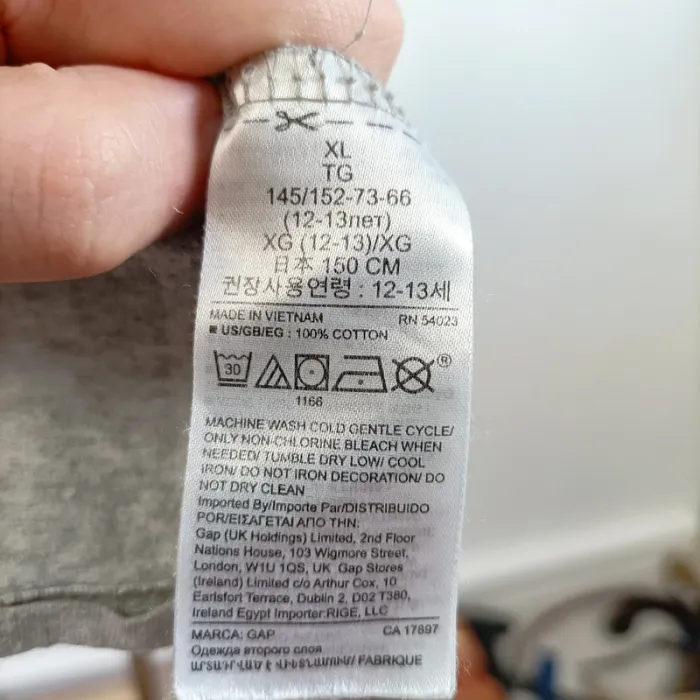 XL
TG
145/152-73-66
(12-13лет)
XG (12-13)/XG
日本 150 CM
권장사용연령 : 12-13세
MADE IN VIETNAM RN 54023
■ US/GB/EG : 100% COTTON
30 ®
1166
MACHINE WASH COLD GENTLE CYCLE/
ONLY NON-CHLORINE BLEACH WHEN
NEEDED/ TUMBLE DRY LOW/ COOL
IRON/ DO NOT IRON DECORATION/ DO
NOT DRY CLEAN
Imported By/Importe Par/DISTRIBUIDO
POR/ΕΙΣΑΓΕΤΑΙ ΑΠΟ ΤΗΝ:
Gap (UK Holdings) Limited, 2nd Floor
Nations House, 103 Wigmore Street,
London, W1U 1QS, UK Gap Stores
(Ireland) Limited c/o Arthur Cox, 10
Earlsfort Terrace, Dublin 2, D02 T380,
Ireland Egypt Importer:RIGE, LLC
MARCA: GAP CA 17897
Одежда второго слоя
FABRIQUE